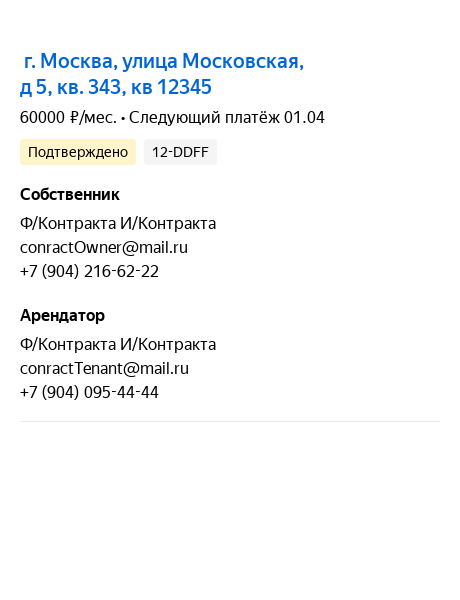 г. Москва, улица Московская,
д 5, кв. 343, кв 12345
60000 ₽/мес. • Следующий платёж 01.04
Подтверждено 12-DDFF
Собственник
Ф/Контракта И/Контракта
conractOwner@mail.ru
+7 (904) 216-62-22
Арендатор
Ф/Контракта И/Контракта
conractTenant@mail.ru
+7 (904) 095-44-44